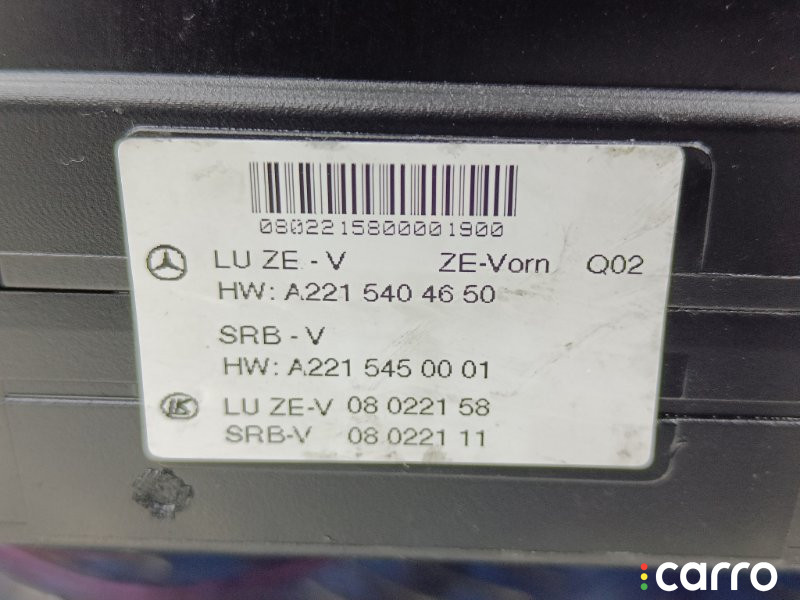 080221580001900
LU ZE - V ZE-Vorn Q02
HW: A221 540 46 50
SRB - V
HW: A221 545 00 01
LK LU ZE-V 08 0221 58
SRB-V 08 0221 11
carro